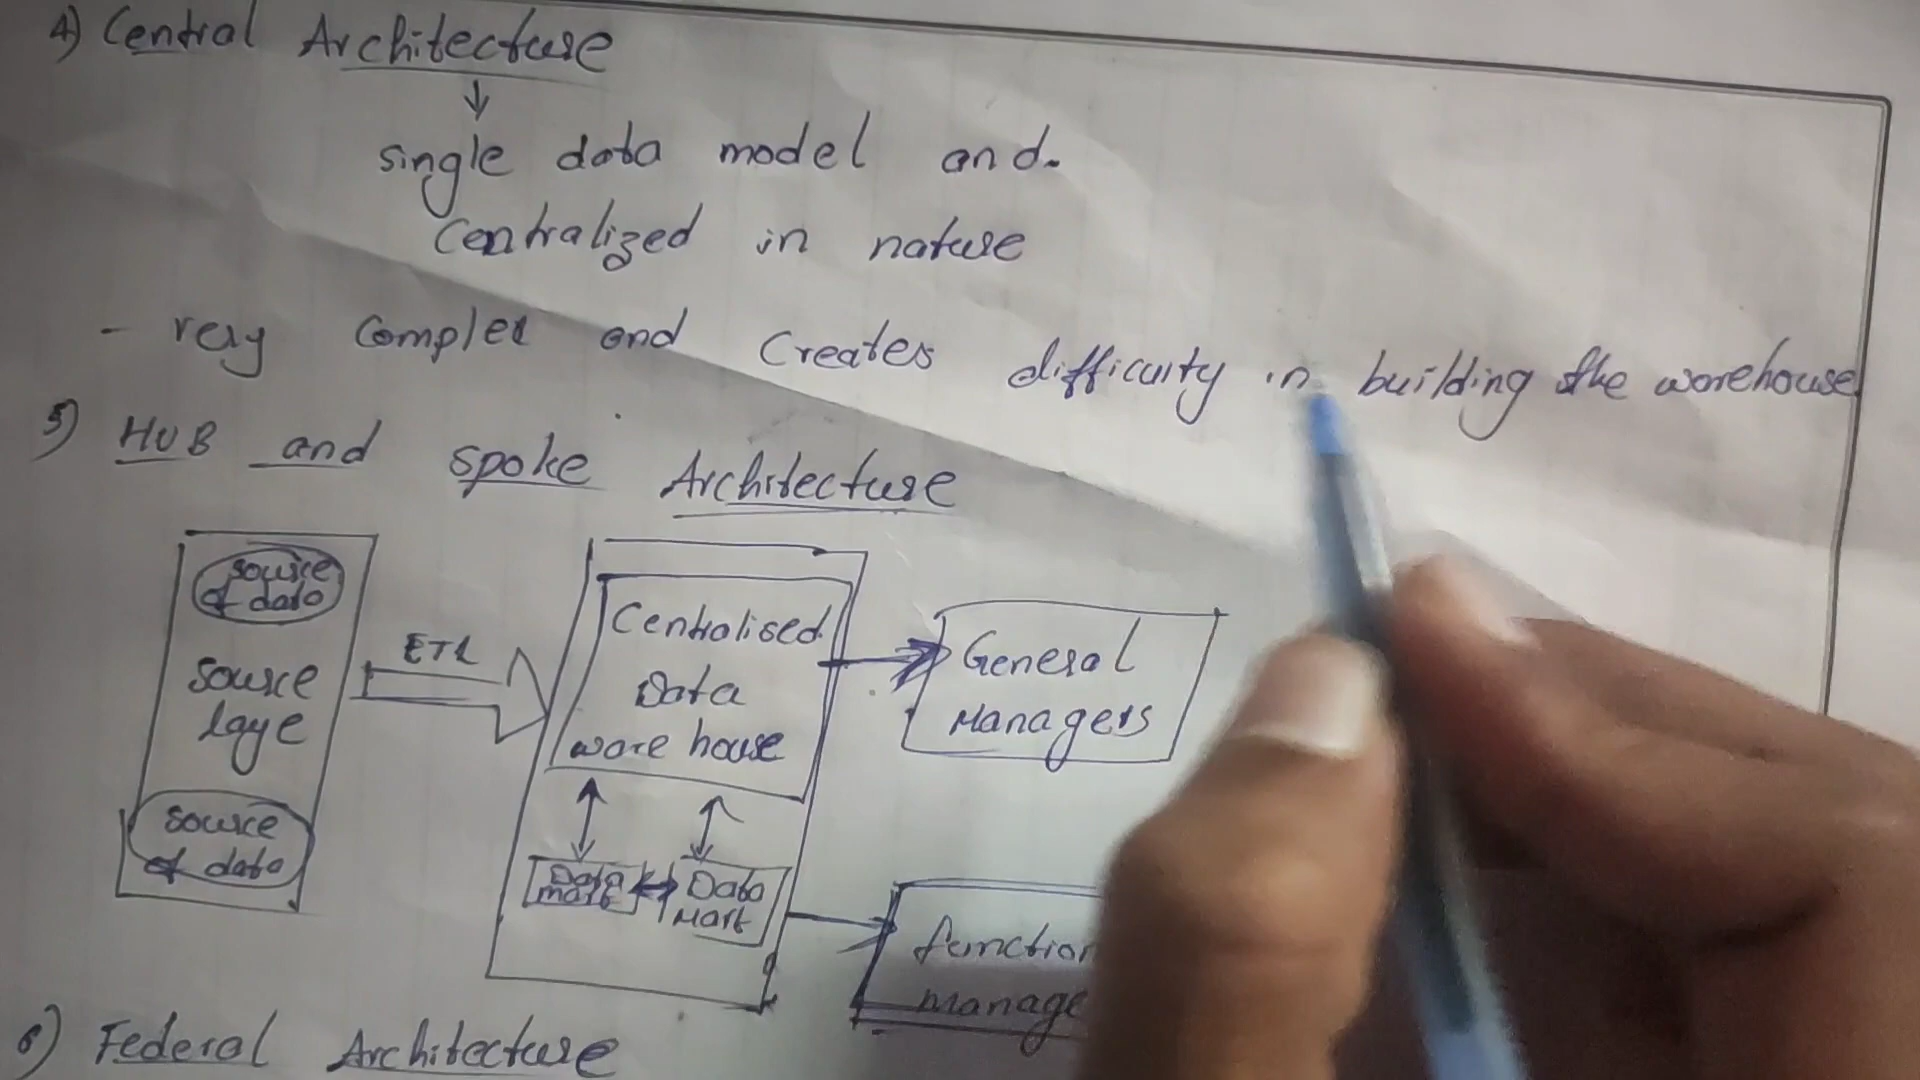 4) Central Architecture
single data model and
Centralized in nature
- very Complex and Creates difficulty in building the warehouse
5) HUB and spoke Architecture
source
of data
source
laye
source
of data
ETL
Centralised
Data
ware house
Data
mart
Data
Mart
General
Managers
function
manage
6) Federal Architecture